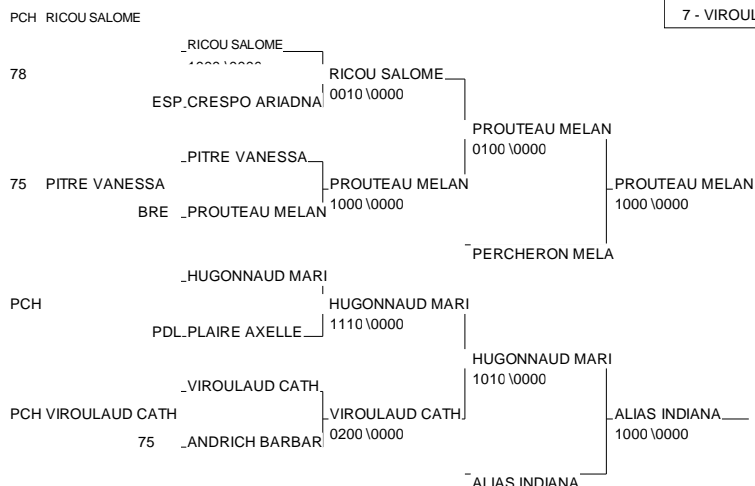 7 - VIROUL
PCH RICOU SALOME
RICOU SALOME
78
RICOU SALOME
0010 \0000
ESP CRESPO ARIADNA
PROUTEAU MELAN
0100 \0000
PITRE VANESSA
75 PITRE VANESSA
PROUTEAU MELAN
1000 \0000
PROUTEAU MELAN
1000 \0000
BRE PROUTEAU MELAN
PERCHERON MELA
HUGONNAUD MARI
PCH
HUGONNAUD MARI
1110 \0000
PDL PLAIRE AXELLE
HUGONNAUD MARI
1010 \0000
VIROULAUD CATH
PCH VIROULAUD CATH
VIROULAUD CATH
0200 \0000
ALIAS INDIANA
1000 \0000
75 ANDRICH BARBAR
ALIAS INDIANA